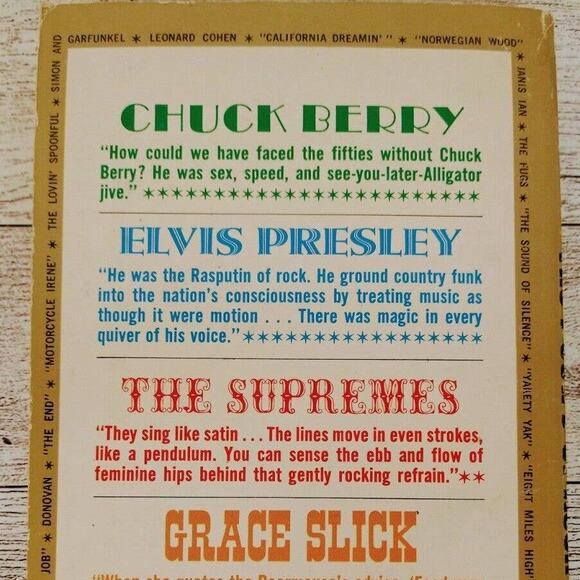 GARFUNKEL ✶ LEONARD COHEN ✶ "CALIFORNIA DREAMIN'" ✶ "NORWEGIAN WOOD"
JANIS IAN ✶ THE FUGS ✶ "THE SOUND OF SILENCE" ✶ "YAKETY YAK" ✶ "EIGHT MILES HIGH"
JOB" ✶ DONOVAN ✶ "THE END" ✶ "MOTORCYCLE IRENE" ✶ THE LOVIN' SPOONFUL ✶ SIMON AND
CHUCK BERRY
"How could we have faced the fifties without Chuck
Berry? He was sex, speed, and see-you-later-Alligator
jive." ✶✶✶✶✶✶✶✶✶✶✶✶✶✶✶✶✶✶✶✶✶✶✶✶
ELVIS PRESLEY
"He was the Rasputin of rock. He ground country funk
into the nation's consciousness by treating music as
though it were motion . . . There was magic in every
quiver of his voice." ✶✶✶✶✶✶✶✶✶✶✶✶✶✶✶✶✶
THE SUPREMES
"They sing like satin . . . The lines move in even strokes,
like a pendulum. You can sense the ebb and flow of
feminine hips behind that gently rocking refrain." ✶✶
GRACE SLICK
"When she quotes the Doormouse's advice,